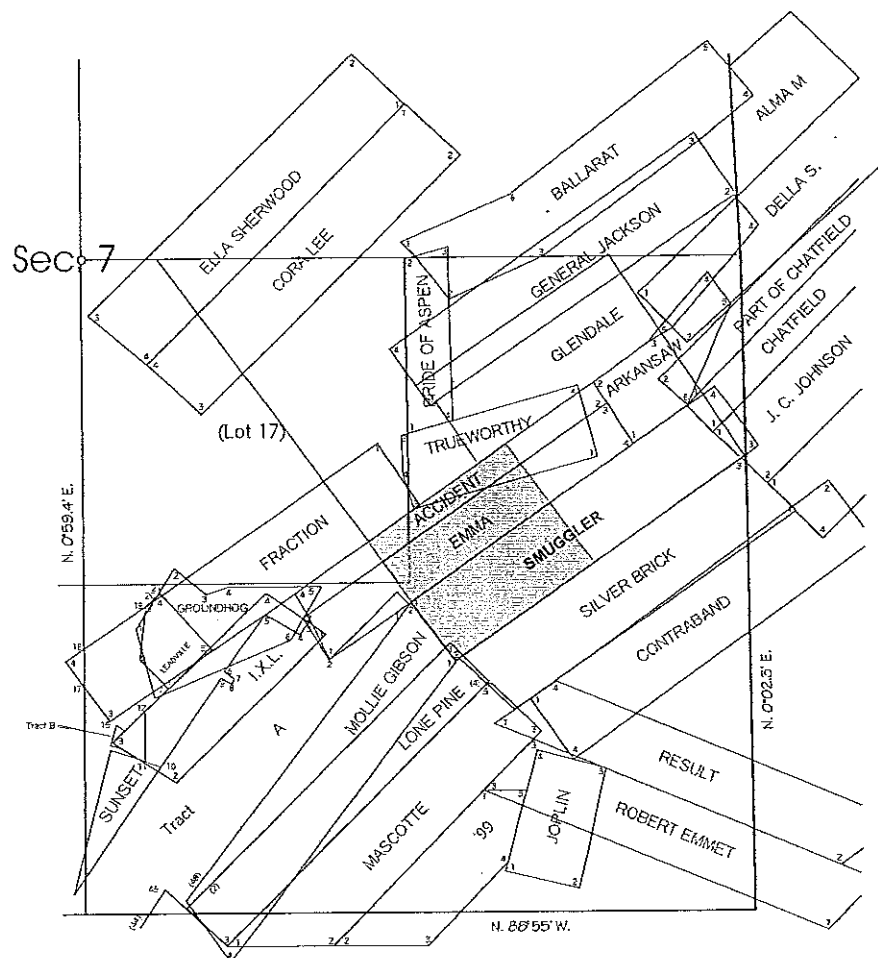 ELLA SHERWOOD
CORA LEE
BALLARAT
ALMA M
GENERAL JACKSON
DELLA S.
Sec 7
BRIDE OF ASPEN
GLENDALE
ARKANSAW
PART OF CHATFIELD
CHATFIELD
J. C. JOHNSON
(Lot 17)
TRUEWORTHY
N. 0°59.4' E.
ACCIDENT
EMMA
SMUGGLER
FRACTION
GROUNDHOG
LEADVALE
SILVER BRICK
CONTRABAND
I.X.L.
A
MOLLIE GIBSON
LONE PINE
N. 0°02.5' E.
Tract B
SUNSET
Tract
MASCOTTE
'99
JOPLIN
RESULT
ROBERT EMMET
N. 88°55' W.